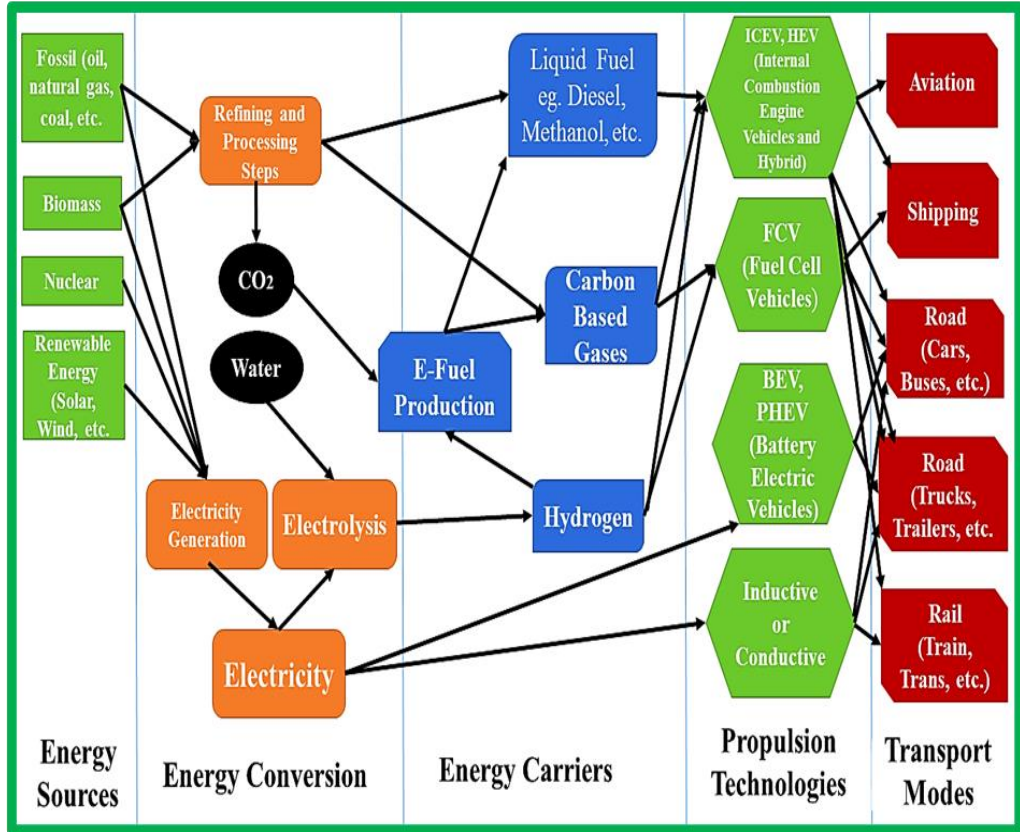 Fossil (oil,
natural gas,
coal, etc.
Biomass
Nuclear
Renewable
Energy
(Solar,
Wind, etc.
Refining and
Processing
Steps
CO2
Water
Electricity
Generation
Electrolysis
Electricity
Liquid Fuel
eg. Diesel,
Methanol, etc.
Carbon
Based
Gases
E-Fuel
Production
Hydrogen
ICEV, HEV
(Internal
Combustion
Engine
Vehicles and
Hybrid)
FCV
(Fuel Cell
Vehicles)
BEV,
PHEV
(Battery
Electric
Vehicles)
Inductive
or
Conductive
Aviation
Shipping
Road
(Cars,
Buses, etc.)
Road
(Trucks,
Trailers, etc.
Rail
(Train,
Trans, etc.)
Energy
Sources
Energy Conversion
Energy Carriers
Propulsion
Technologies
Transport
Modes